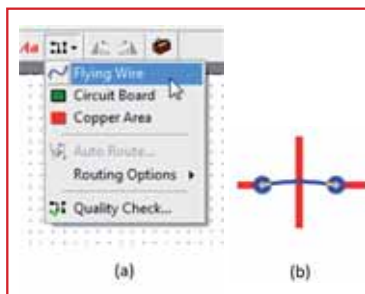 Aa
Flying Wire
Circuit Board
Copper Area
Auto Route...
Routing Options
Quality Check...
(a)
(b)